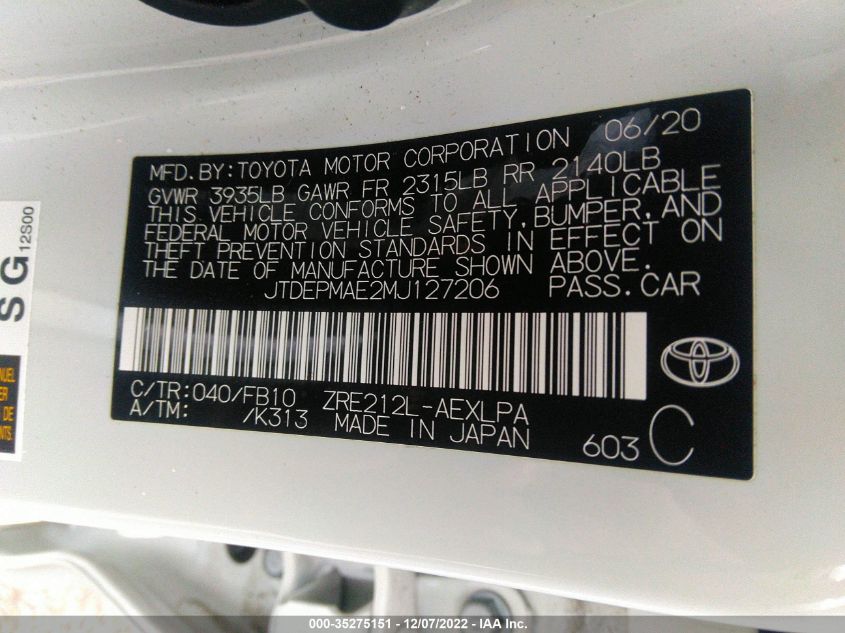 MFD.BY:TOYOTA MOTOR CORPORATION 06/20
GVWR 3935LB GAWR FR 2315LB RR 2140LB
THIS VEHICLE CONFORMS TO ALL APPLICABLE
FEDERAL MOTOR VEHICLE SAFETY, BUMPER, AND
THEFT PREVENTION STANDARDS IN EFFECT ON
THE DATE OF MANUFACTURE SHOWN ABOVE.
JTDEPMAE2MJ127206 PASS.CAR
C/TR:040/FB10 ZRE212L-AEXLPA
A/TM: /K313 MADE IN JAPAN 603 C
SG
12S00
000-35275151 - 12/07/2022 - IAAI Inc.